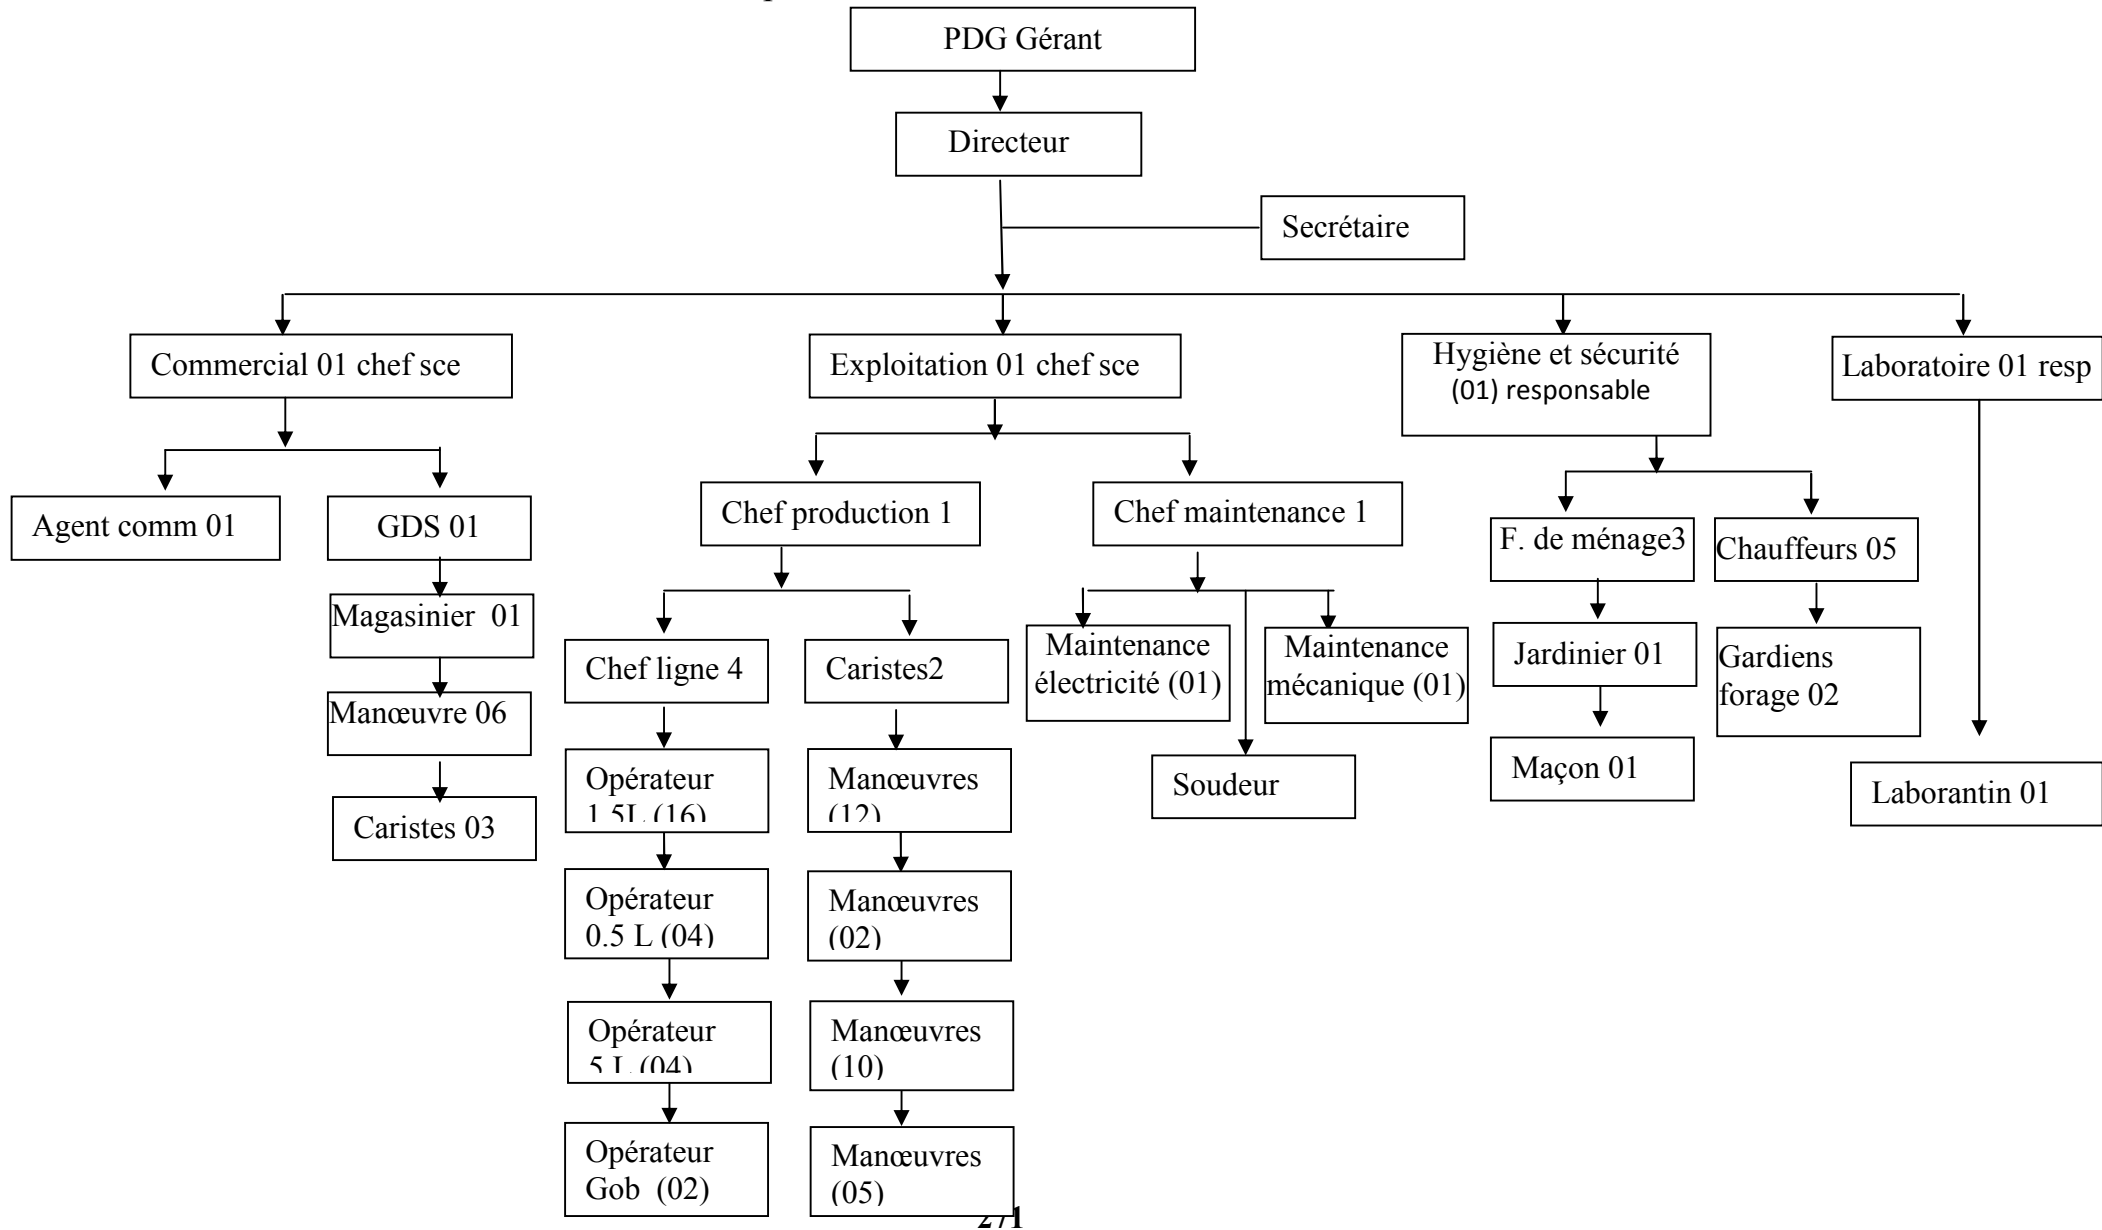 PDG Gérant
Directeur
Secrétaire
Commercial 01 chef sce
Exploitation 01 chef sce
Hygiène et sécurité
(01) responsable
Laboratoire 01 resp
Agent comm 01
GDS 01
Magasinier 01
Manœuvre 06
Caristes 03
Chef production 1
Chef maintenance 1
Chef ligne 4
Opérateur
1.5L (16)
Opérateur
0.5 L (04)
Opérateur
5 L (04)
Opérateur
Gob (02)
Caristes2
Manœuvres
(12)
Manœuvres
(02)
Manœuvres
(10)
Manœuvres
(05)
Maintenance
électricité (01)
Soudeur
Maintenance
mécanique (01)
F. de ménage3
Jardinier 01
Maçon 01
Chauffeurs 05
Gardiens
forage 02
Laborantin 01
271